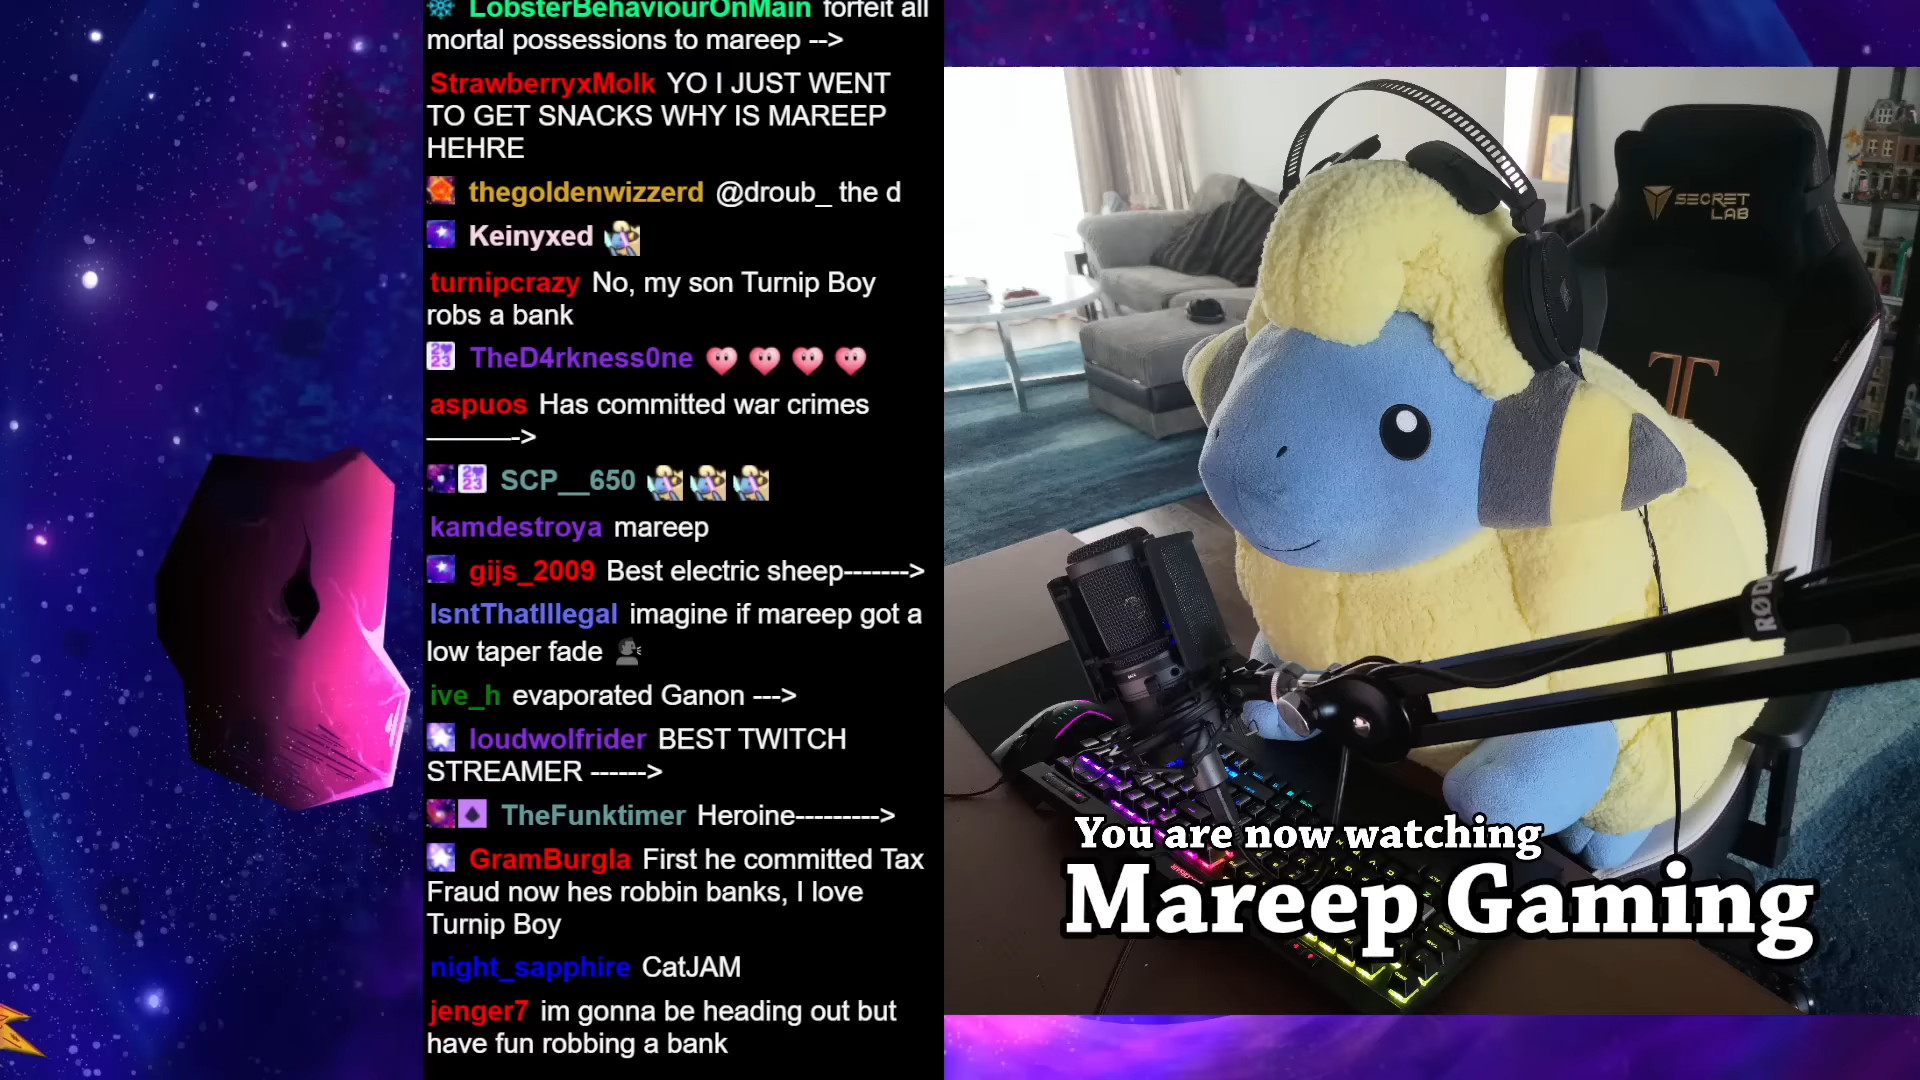 LobsterBehaviourOnMain forfeit all
mortal possessions to mareep -->
StrawberryxMolk YO I JUST WENT
TO GET SNACKS WHY IS MAREEP
HEHRE
thegoldenwizzerd @droub_ the d
Keinyxed
turnipcrazy No, my son Turnip Boy
robs a bank
TheD4rkness0ne
aspuos Has committed war crimes
———->
SCP__650
kamdestroya mareep
gijs_2009 Best electric sheep------->
IsntThatIllegal imagine if mareep got a
low taper fade
ive_h evaporated Ganon --->
loudwolfrider BEST TWITCH
STREAMER ------>
TheFunktimer Heroine--------->
GramBurgla First he committed Tax
Fraud now hes robbin banks, I love
Turnip Boy
night_sapphire CatJAM
jenger7 im gonna be heading out but
have fun robbing a bank
SECRET
LAB
RØDE
You are now watching
Mareep Gaming